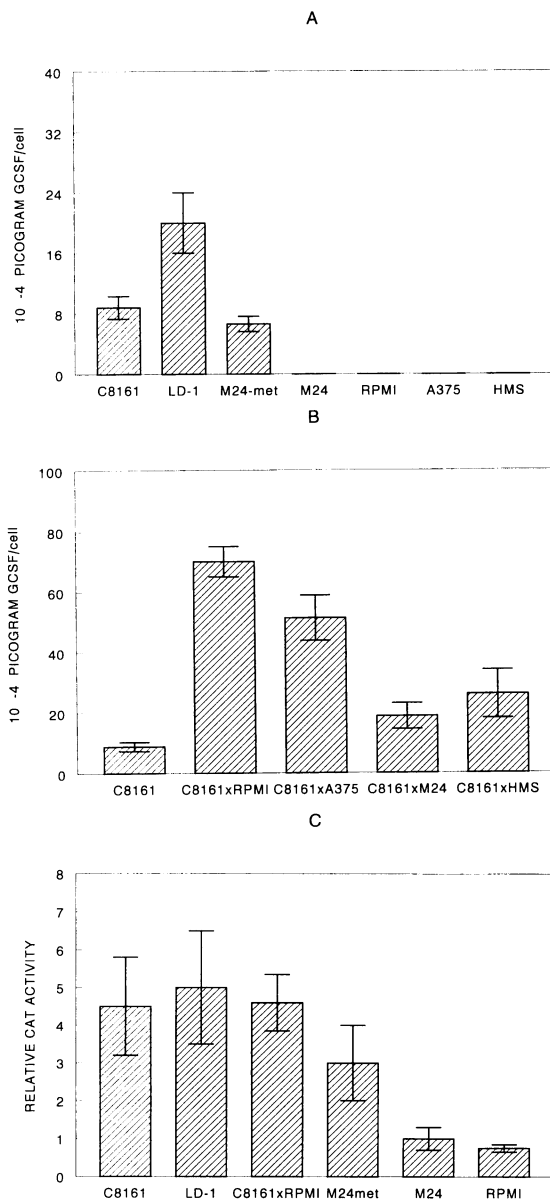 A
10 -4 PICOGRAM GCSF/cell
40
32
24
16
8
0
C8161 LD-1 M24-met M24 RPMI A375 HMS
B
10 -4 PICOGRAM GCSF/cell
100
80
60
40
20
0
C8161 C8161xRPMI C8161xA375 C8161xM24 C8161xHMS
C
RELATIVE CAT ACTIVITY
8
7
6
5
4
3
2
1
0
C8161 LD-1 C8161xRPMI M24met M24 RPMI